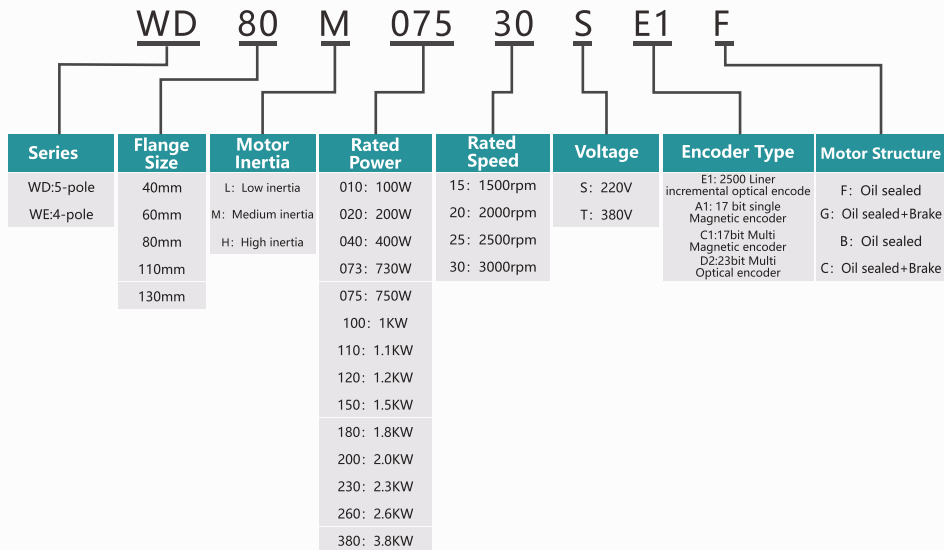 WD 80 M 075 30 S E1 F
Series
WD:5-pole
WE:4-pole
Flange
Size
40mm
60mm
80mm
110mm
130mm
Motor
Inertia
L: Low inertia
M: Medium inertia
H: High inertia
Rated
Power
010: 100W
020: 200W
040: 400W
073: 730W
075: 750W
100: 1KW
110: 1.1KW
120: 1.2KW
150: 1.5KW
180: 1.8KW
200: 2.0KW
230: 2.3KW
260: 2.6KW
380: 3.8KW
Rated
Speed
15: 1500rpm
20: 2000rpm
25: 2500rpm
30: 3000rpm
Voltage
S: 220V
T: 380V
Encoder Type
E1: 2500 Liner
incremental optical encode
A1: 17 bit single
Magnetic encoder
C1:17bit Multi
Magnetic encoder
D2:23bit Multi
Optical encoder
Motor Structure
F: Oil sealed
G: Oil sealed+Brake
B: Oil sealed
C: Oil sealed+Brake